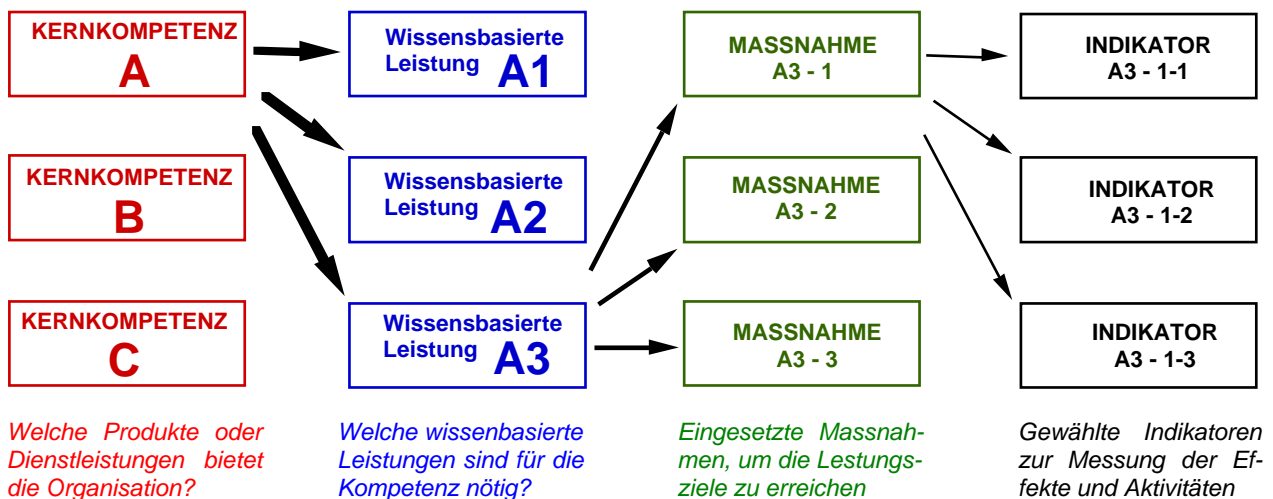 KERNKOMPETENZ
A
Wissensbasierte
Leistung A1
MASSNAHME
A3 - 1
INDIKATOR
A3 - 1-1
KERNKOMPETENZ
B
Wissensbasierte
Leistung A2
MASSNAHME
A3 - 2
INDIKATOR
A3 - 1-2
KERNKOMPETENZ
C
Wissensbasierte
Leistung A3
MASSNAHME
A3 - 3
INDIKATOR
A3 - 1-3
Welche Produkte oder
Dienstleistungen bietet
die Organisation?
Welche wissenbasierte
Leistungen sind für die
Kompetenz nötig?
Eingesetzte Massnah-
men, um die Lestungs-
ziele zu erreichen
Gewählte Indikatoren
zur Messung der Ef-
fekte und Aktivitäten